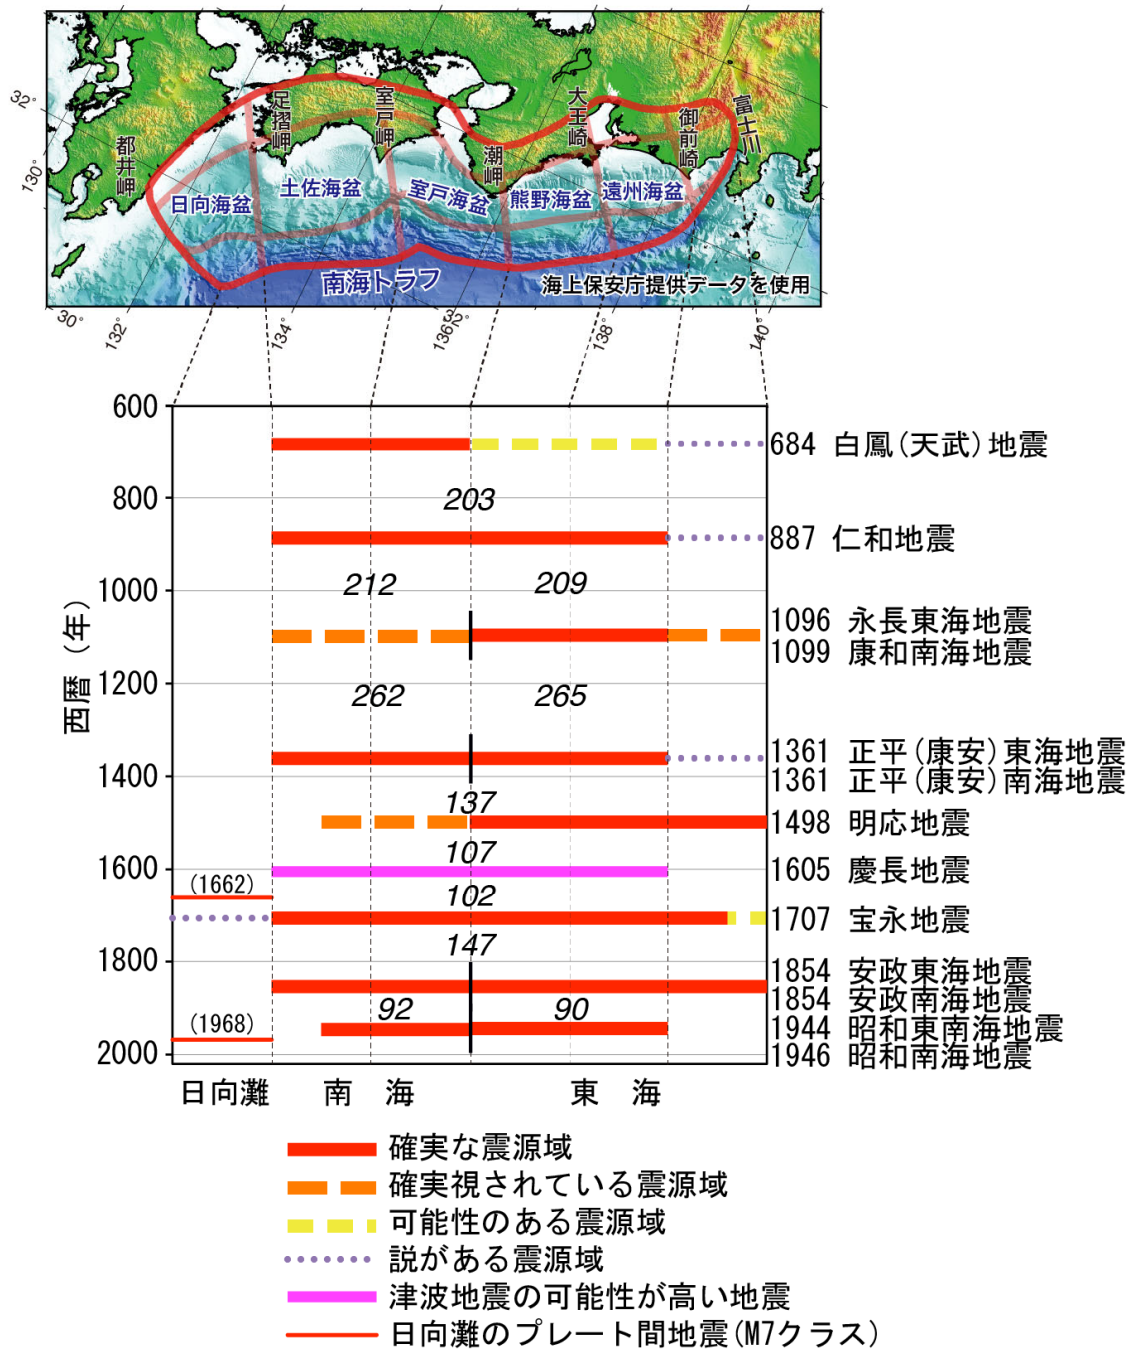 32°
130°
都井岬
足摺岬
室戸岬
潮岬
大王崎
御前崎
富士川
日向海盆
土佐海盆
室戸海盆
熊野海盆
遠州海盆
南海トラフ
海上保安庁提供データを使用
30°
132°
134°
136°
32°
138°
140°
西暦(年)
600
800
1000
1200
1400
1600
1800
2000
684 白鳳(天武)地震
203
887 仁和地震
212
209
1096 永長東海地震
1099 康和南海地震
262
265
1361 正平(康安)東海地震
1361 正平(康安)南海地震
137
1498 明応地震
107
1605 慶長地震
(1662)
102
1707 宝永地震
147
1854 安政東海地震
1854 安政南海地震
92
90
(1968)
1944 昭和東南海地震
1946 昭和南海地震
日向灘
南海
東海
確実な震源域
確実視されている震源域
可能性のある震源域
説がある震源域
津波地震の可能性が高い地震
日向灘のプレート間地震(M7クラス)